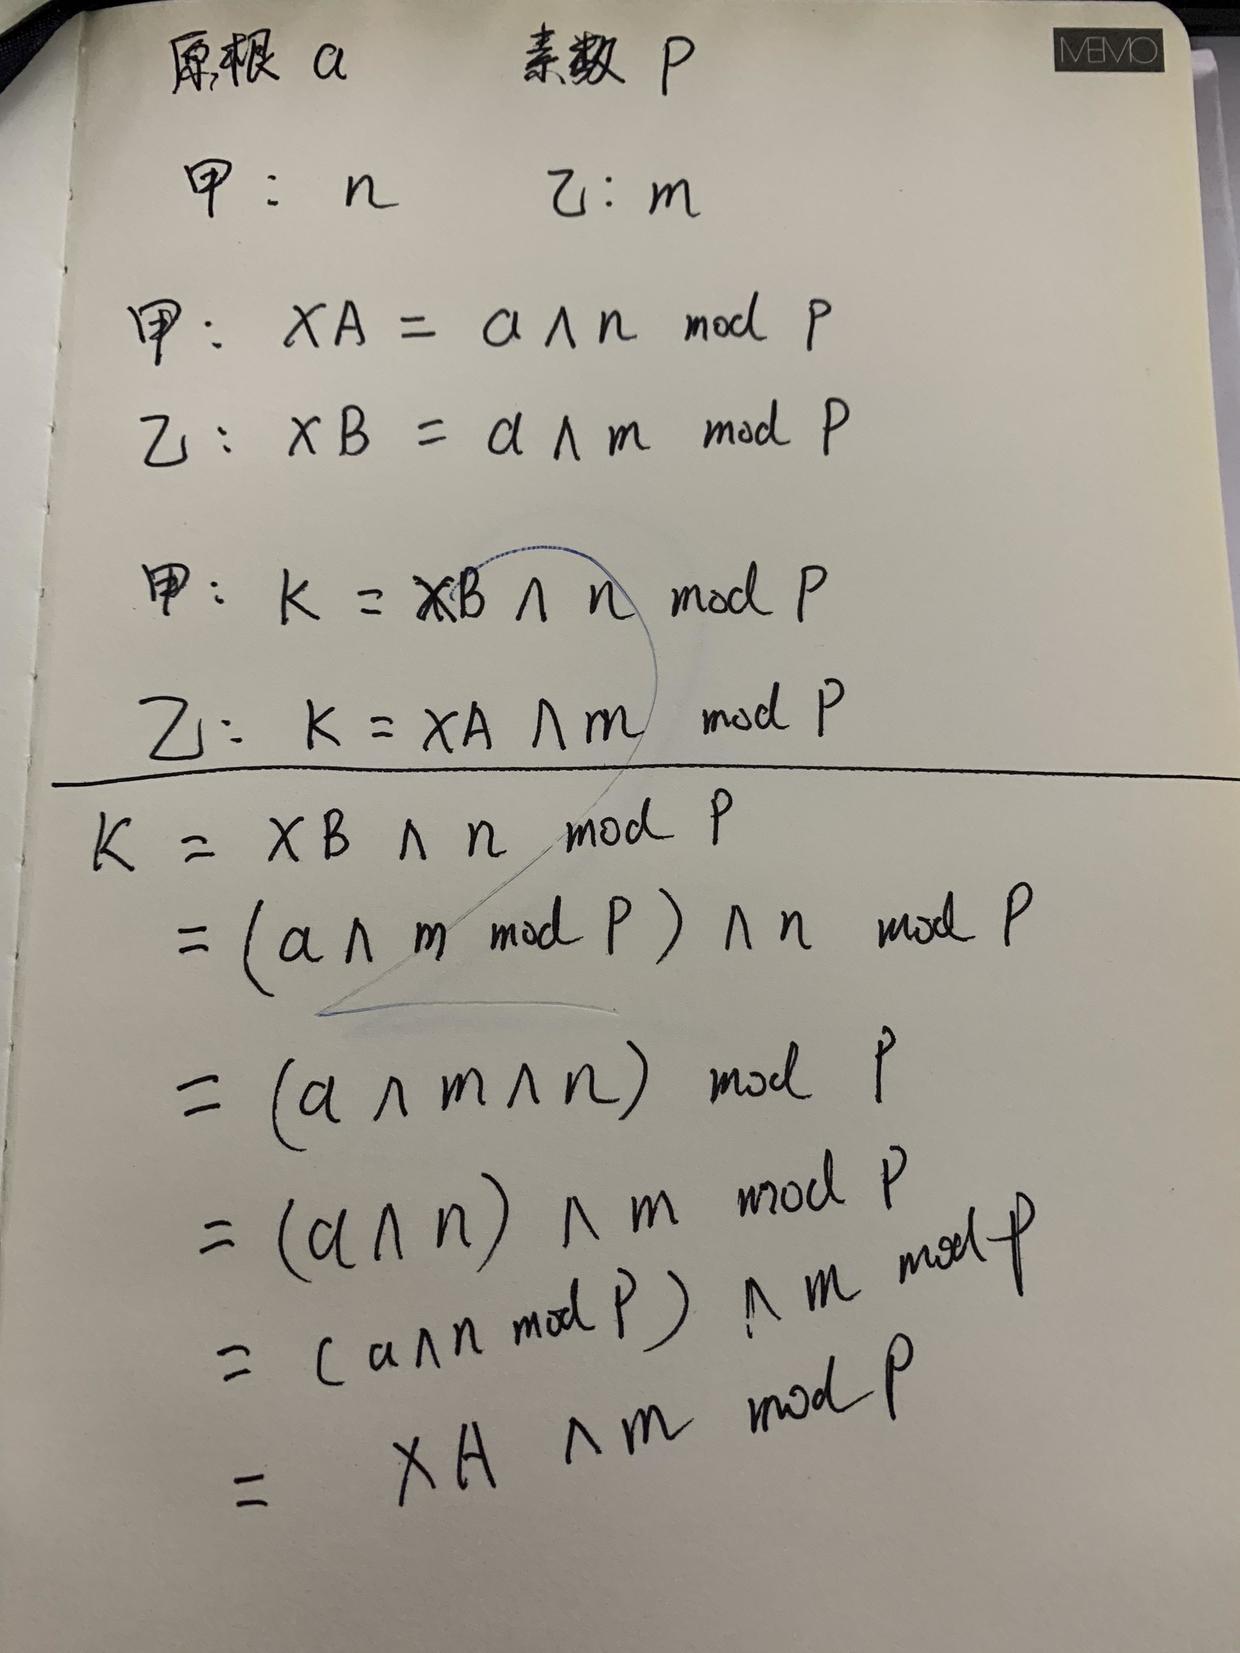 原根 a 素数 P MEMO
甲: n 乙: m
甲: XA = a ∧ n mod P
乙: XB = a ∧ m mod P
甲: K = XB ∧ n mod P
乙: K = XA ∧ m mod P
K = XB ∧ n mod P
= (a ∧ m mod P) ∧ n mod P
= (a ∧ m ∧ n) mod P
= (a ∧ n) ∧ m mod P
= (a ∧ n mod P) ∧ m mod P
= XA ∧ m mod P